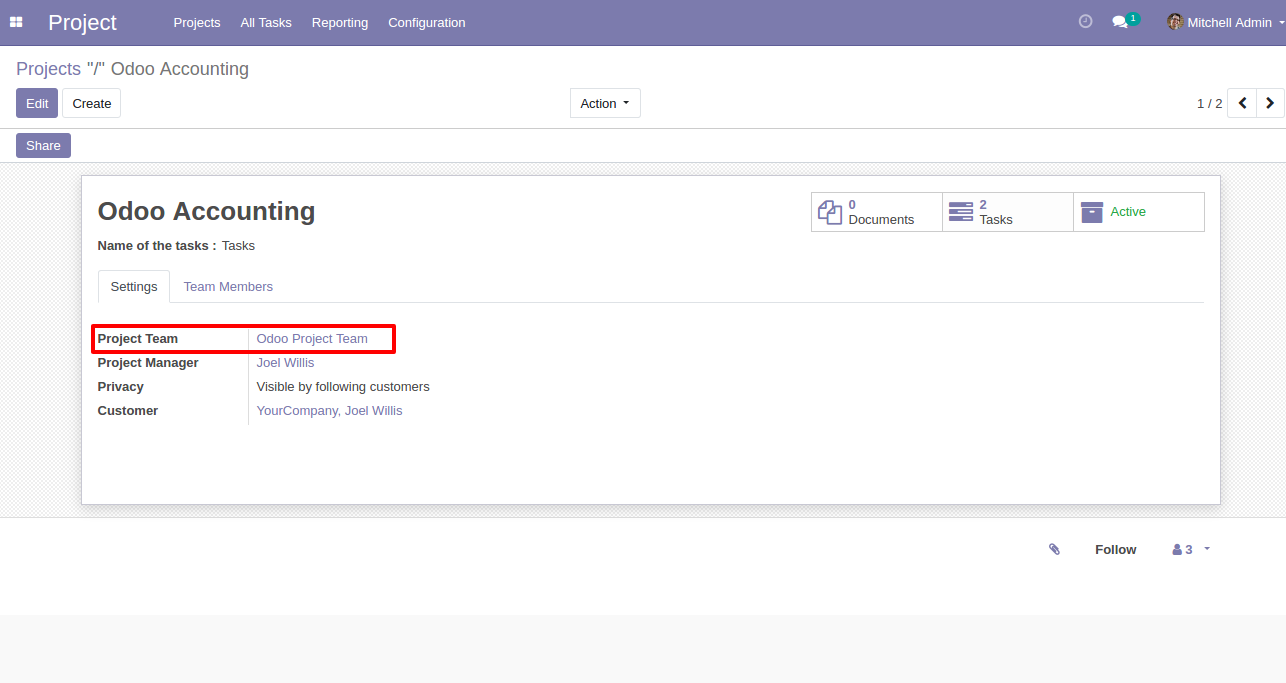 Project Projects All Tasks Reporting Configuration 1 Mitchell Admin
Projects "/" Odoo Accounting
Edit Create Action 1 / 2
Share
Odoo Accounting
0 Documents
2 Tasks
Active
Name of the tasks : Tasks
Settings Team Members
Project Team Odoo Project Team
Project Manager Joel Willis
Privacy Visible by following customers
Customer YourCompany, Joel Willis
Follow 3